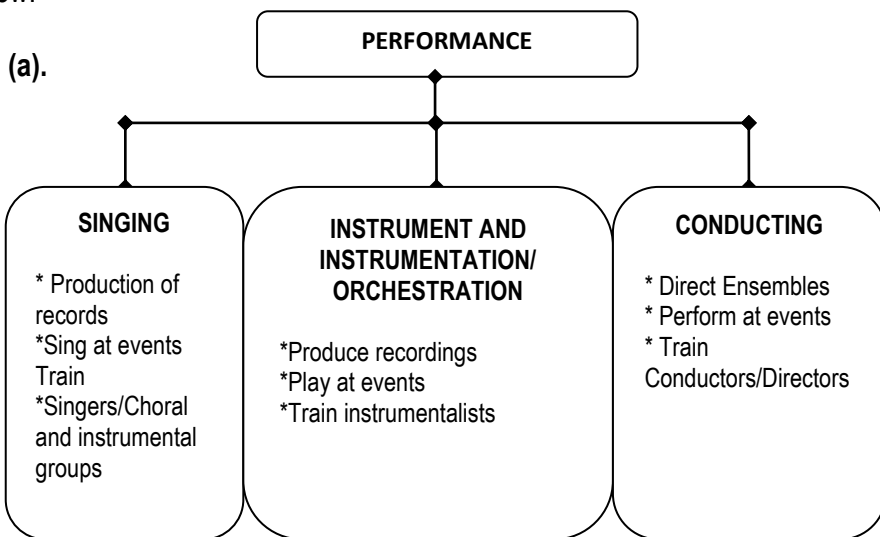 PERFORMANCE
(a).
SINGING
* Production of
records
*Sing at events
Train
*Singers/Choral
and instrumental
groups
INSTRUMENT AND
INSTRUMENTATION/
ORCHESTRATION
*Produce recordings
*Play at events
*Train instrumentalists
CONDUCTING
* Direct Ensembles
* Perform at events
* Train
Conductors/Directors